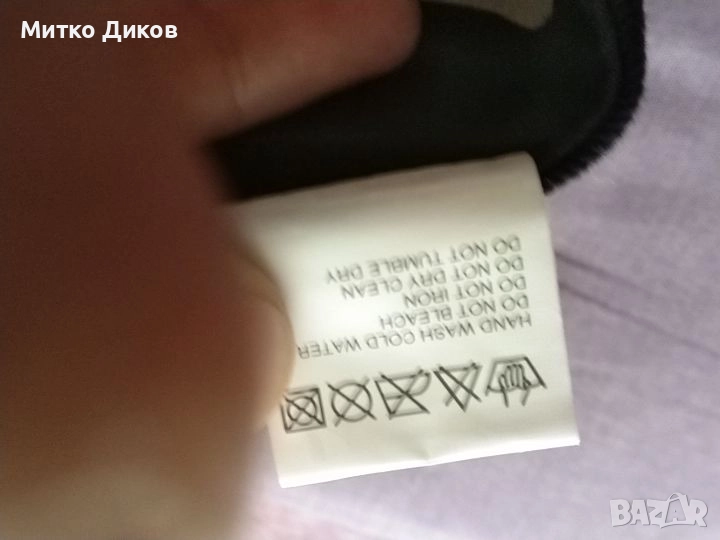 Митко Диков
HAND WASH COLD WATER
DO NOT BLEACH
DO NOT IRON
DO NOT DRY CLEAN
DO NOT TUMBLE DRY
BAZAR